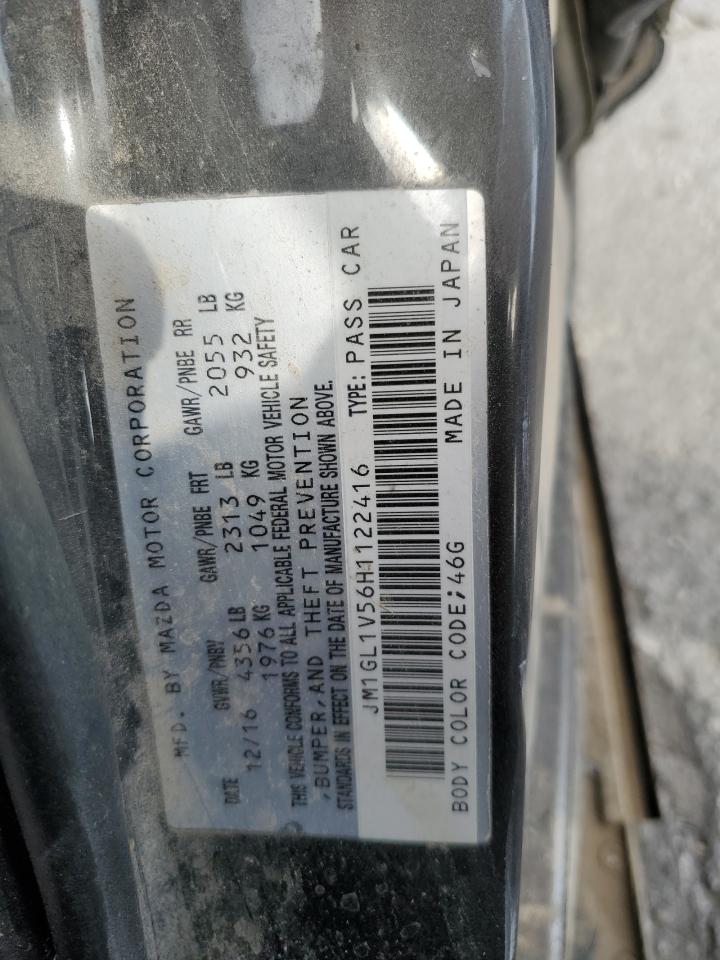 MFD. BY MAZDA MOTOR CORPORATION
DATE GVWR/PNBV GAWR/PNBE FRT GAWR/PNBE RR
12/16 4356 LB 2313 LB 2055 LB
1976 KG 1049 KG 932 KG
THIS VEHICLE CONFORMS TO ALL APPLICABLE FEDERAL MOTOR VEHICLE SAFETY
,BUMPER,AND THEFT PREVENTION
STANDARDS IN EFFECT ON THE DATE OF MANUFACTURE SHOWN ABOVE.
JM1GL1V56H1122416 TYPE: PASS CAR
BODY COLOR CODE;46G MADE IN JAPAN